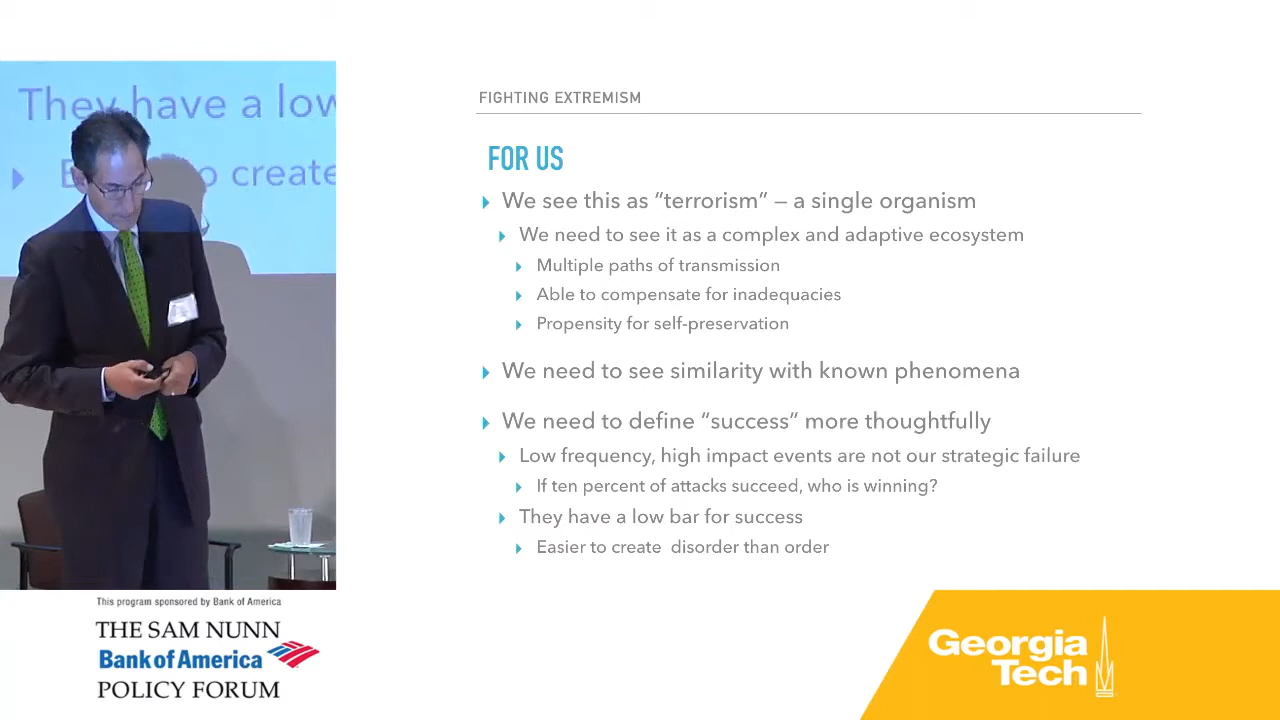 They have a low
create
FIGHTING EXTREMISM
FOR US
We see this as “terrorism” – a single organism
We need to see it as a complex and adaptive ecosystem
Multiple paths of transmission
Able to compensate for inadequacies
Propensity for self-preservation
We need to see similarity with known phenomena
We need to define “success” more thoughtfully
Low frequency, high impact events are not our strategic failure
If ten percent of attacks succeed, who is winning?
They have a low bar for success
Easier to create disorder than order
This program sponsored by Bank of America
THE SAM NUNN
Bank of America
POLICY FORUM
Georgia
Tech